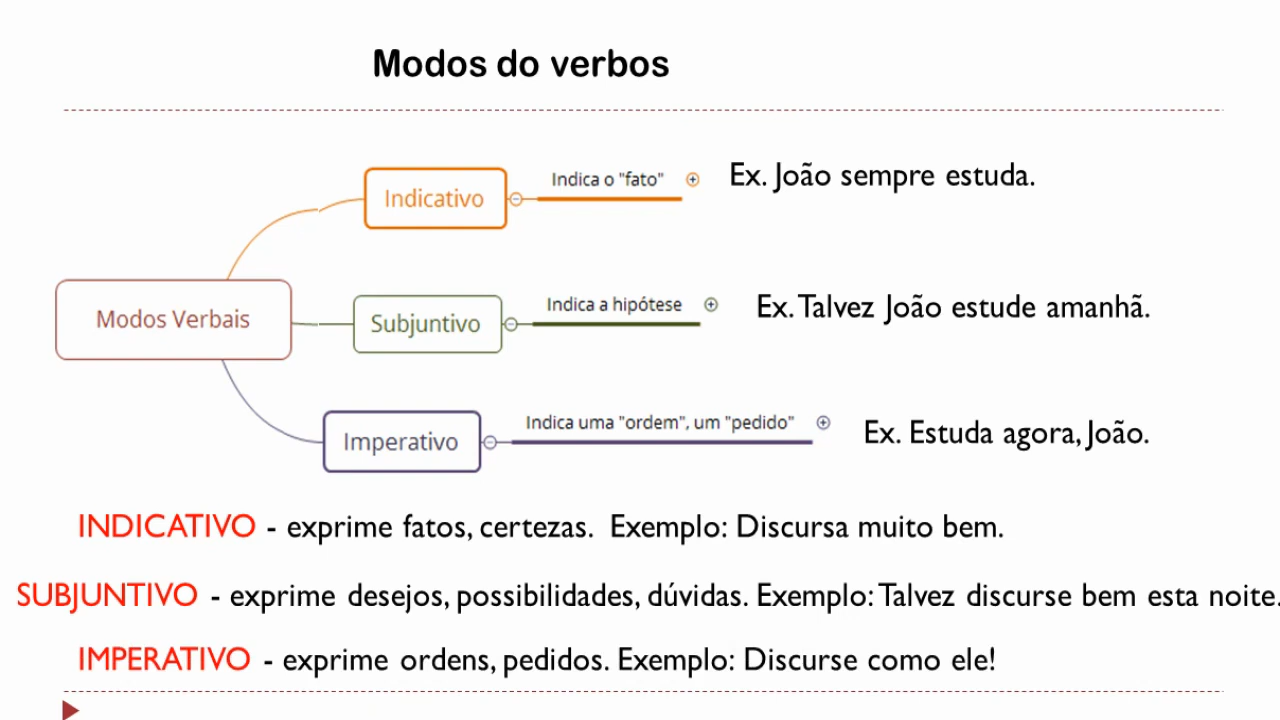 Modos do verbos
Indicativo
Indica o "fato"
Ex. João sempre estuda.
Modos Verbais
Subjuntivo
Indica a hipótese
Ex. Talvez João estude amanhã.
Imperativo
Indica uma "ordem", um "pedido"
Ex. Estuda agora, João.
INDICATIVO - exprime fatos, certezas. Exemplo: Discursa muito bem.
SUBJUNTIVO - exprime desejos, possibilidades, dúvidas. Exemplo: Talvez discurse bem esta noite.
IMPERATIVO - exprime ordens, pedidos. Exemplo: Discurse como ele!